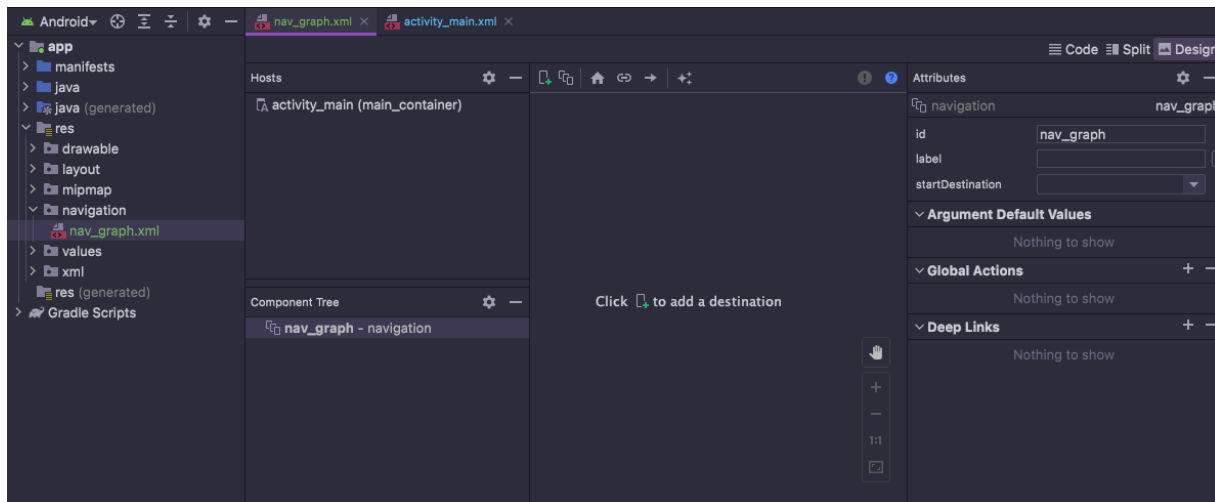 Android
nav_graph.xml
activity_main.xml
app
manifests
java
java (generated)
res
drawable
layout
mipmap
navigation
nav_graph.xml
values
xml
res (generated)
Gradle Scripts
Hosts
activity_main (main_container)
Component Tree
nav_graph - navigation
Click to add a destination
1:1
Code Split Design
Attributes
navigation nav_graph
id nav_graph
label
startDestination
Argument Default Values
Nothing to show
Global Actions
Nothing to show
Deep Links
Nothing to show